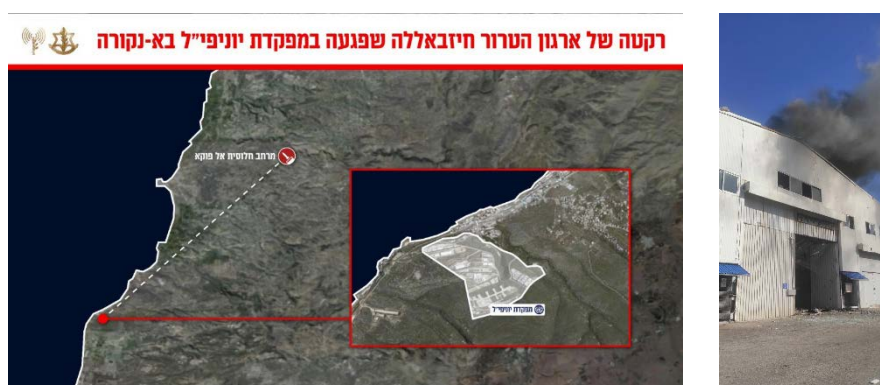 רקטה של ארגון הטרור חיזבאללה שפגעה במפקדת יוניפי״ל בא-נקורה
מרחב חלוסית אל פוקא
מפקדת יוניפי״ל